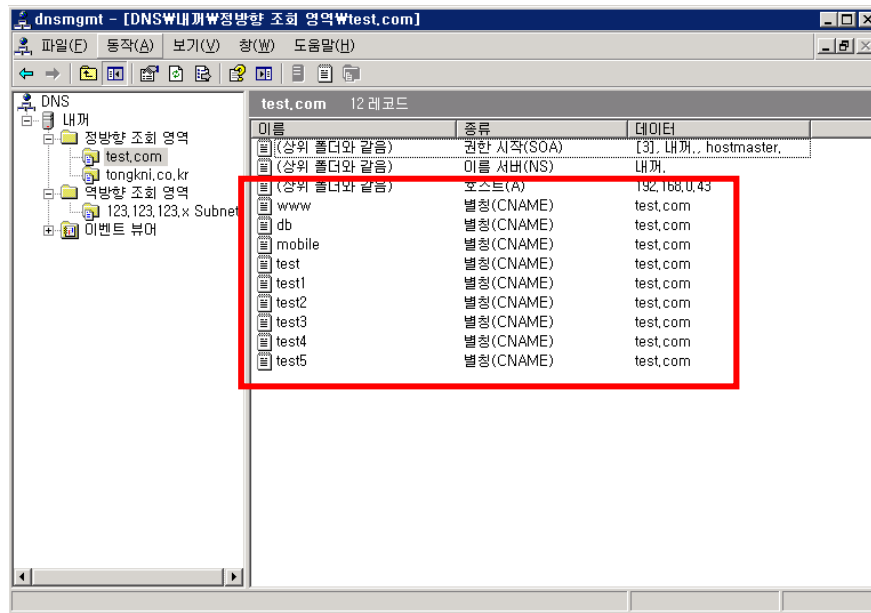 dnsmgmt - [DNS₩내꺼₩정방향 조회 영역₩test.com]
파일(F) 동작(A) 보기(V) 창(W) 도움말(H)
DNS
내꺼
정방향 조회 영역
test.com
tongkni.co.kr
역방향 조회 영역
123.123.123.x Subnet
이벤트 뷰어
test.com 12 레코드
이름 종류 데이터
(상위 폴더와 같음) 권한 시작(SOA) [3], 내꺼., hostmaster.
(상위 폴더와 같음) 이름 서버(NS) 내꺼.
(상위 폴더와 같음) 호스트(A) 192.168.0.43
www 별칭(CNAME) test.com
db 별칭(CNAME) test.com
mobile 별칭(CNAME) test.com
test 별칭(CNAME) test.com
test1 별칭(CNAME) test.com
test2 별칭(CNAME) test.com
test3 별칭(CNAME) test.com
test4 별칭(CNAME) test.com
test5 별칭(CNAME) test.com